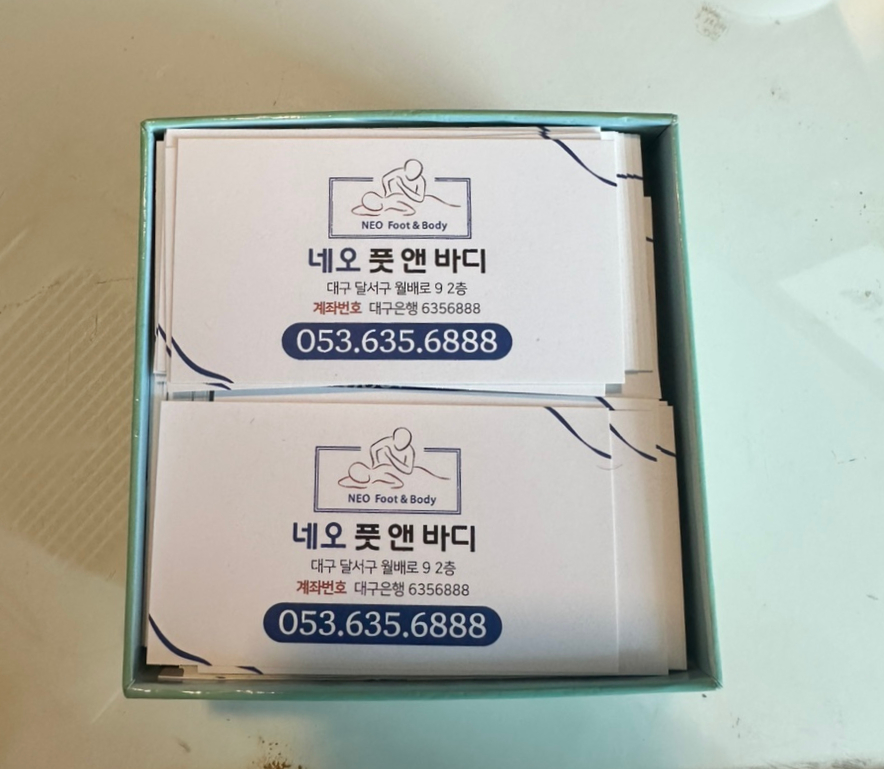 NEO Foot & Body
네오 풋 앤 바디
대구 달서구 월배로 9 2층
계좌번호 대구은행 6356888
053.635.6888
NEO Foot & Body
네오 풋 앤 바디
대구 달서구 월배로 9 2층
계좌번호 대구은행 6356888
053.635.6888